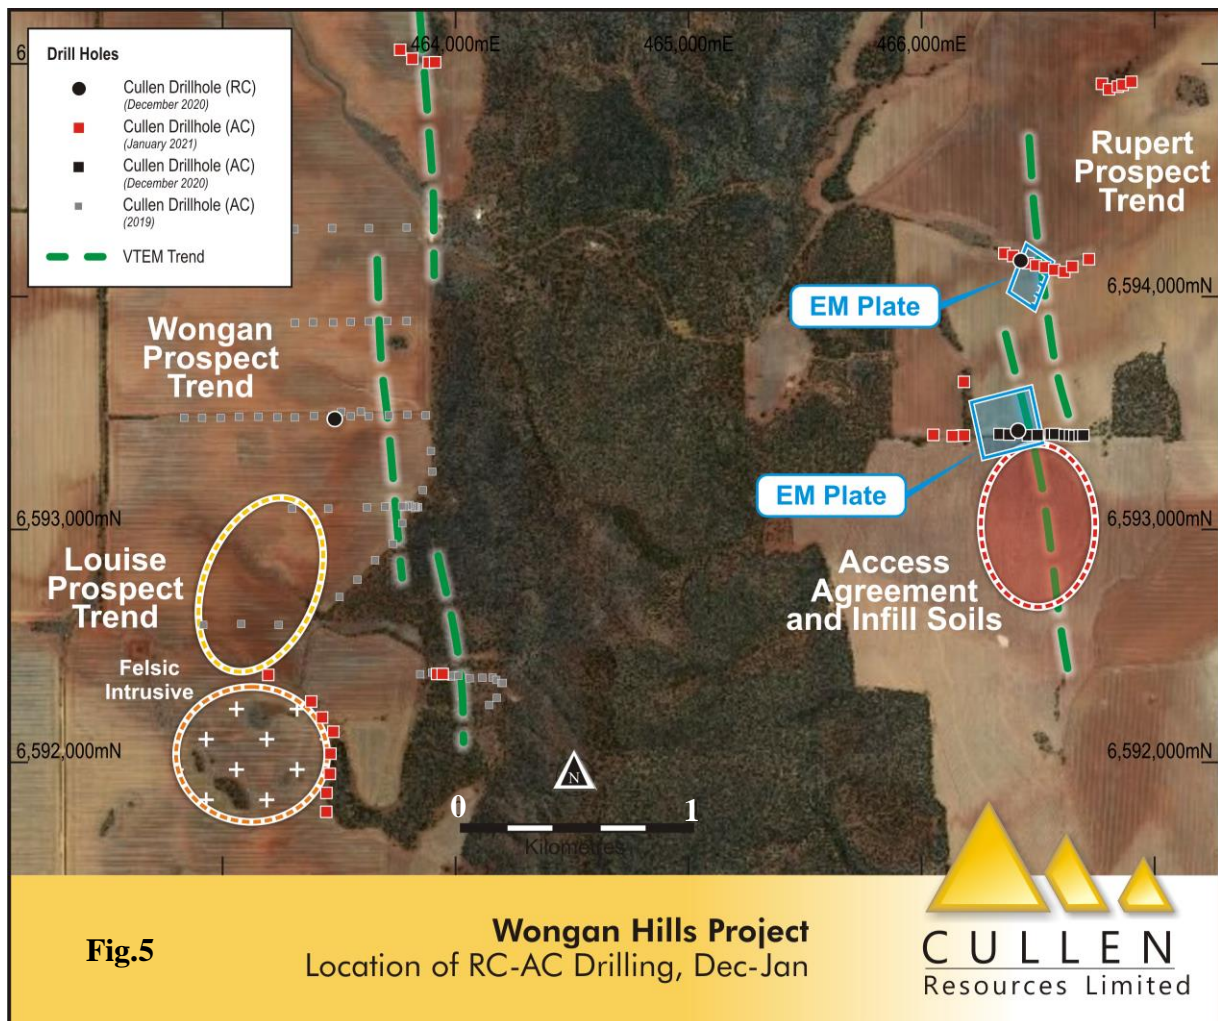 464,000mE
465,000mE
466,000mE
6
Drill Holes
Cullen Drillhole (RC)
(December 2020)
Cullen Drillhole (AC)
(January 2021)
Cullen Drillhole (AC)
(December 2020)
Cullen Drillhole (AC)
(2019)
VTEM Trend
Rupert
Prospect
Trend
6,594,000mN
EM Plate
Wongan
Prospect
Trend
EM Plate
6,593,000mN
6,593,000mN
Louise
Prospect
Trend
Access
Agreement
and Infill Soils
Felsic
Intrusive
6,592,000mN
6,592,000mN
N
0 1
Kilometres
Fig.5
Wongan Hills Project
Location of RC-AC Drilling, Dec-Jan
CULLEN
Resources Limited